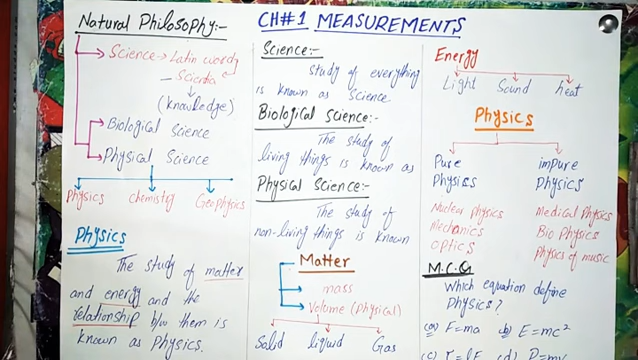 CH#1 MEASUREMENTS
Natural Philosophy:-
Science → Latin word
- Scientia
(knowledge)
Biological
Science
Physical Science
Physics chemistry Geophysics
Physics
The study of matter
and energy and the
relationship b/w them is
known as Physics.
Science:-
Study of everything
is known as Science
Biological Science:-
The study of
living things is known as
Physical Science:-
The study of
non-living things is known
Matter
mass
Volume (Physical)
Solid liquid Gas
Energy
Light Sound heat
Physics
Pure impure
Physics Physics
Nuclear physics Medical Physics
Mechanics Bio Physics
optics Physics of music
M.C.Q
Which equation define
Physics?
(a) F=ma (b) E=mc²
(c) (d) P=mv